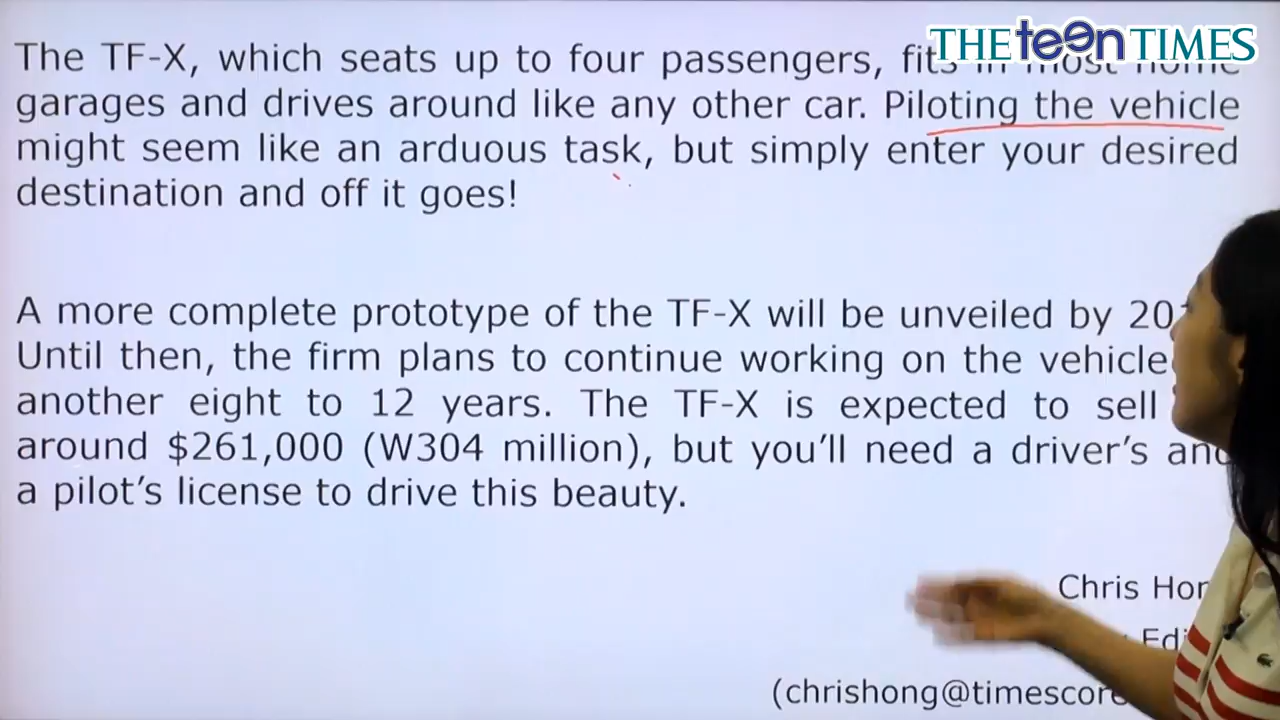 THE teen TIMES
The TF-X, which seats up to four passengers, fits in most home
garages and drives around like any other car. Piloting the vehicle
might seem like an arduous task, but simply enter your desired
destination and off it goes!
A more complete prototype of the TF-X will be unveiled by
Until then, the firm plans to continue working on the vehicle
another eight to 12 years. The TF-X is expected to sell
around $261,000 (W304 million), but you'll need a driver's and
a pilot's license to drive this beauty.
Chris